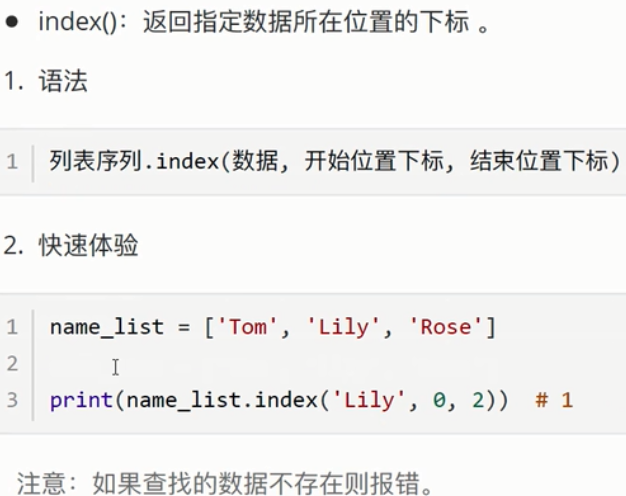 ● index()：返回指定数据所在位置的下标 。
1. 语法
1 列表序列.index(数据, 开始位置下标, 结束位置下标)
2. 快速体验
1 name_list = ['Tom', 'Lily', 'Rose']
2
3 print(name_list.index('Lily', 0, 2))  # 1
注意：如果查找的数据不存在则报错。